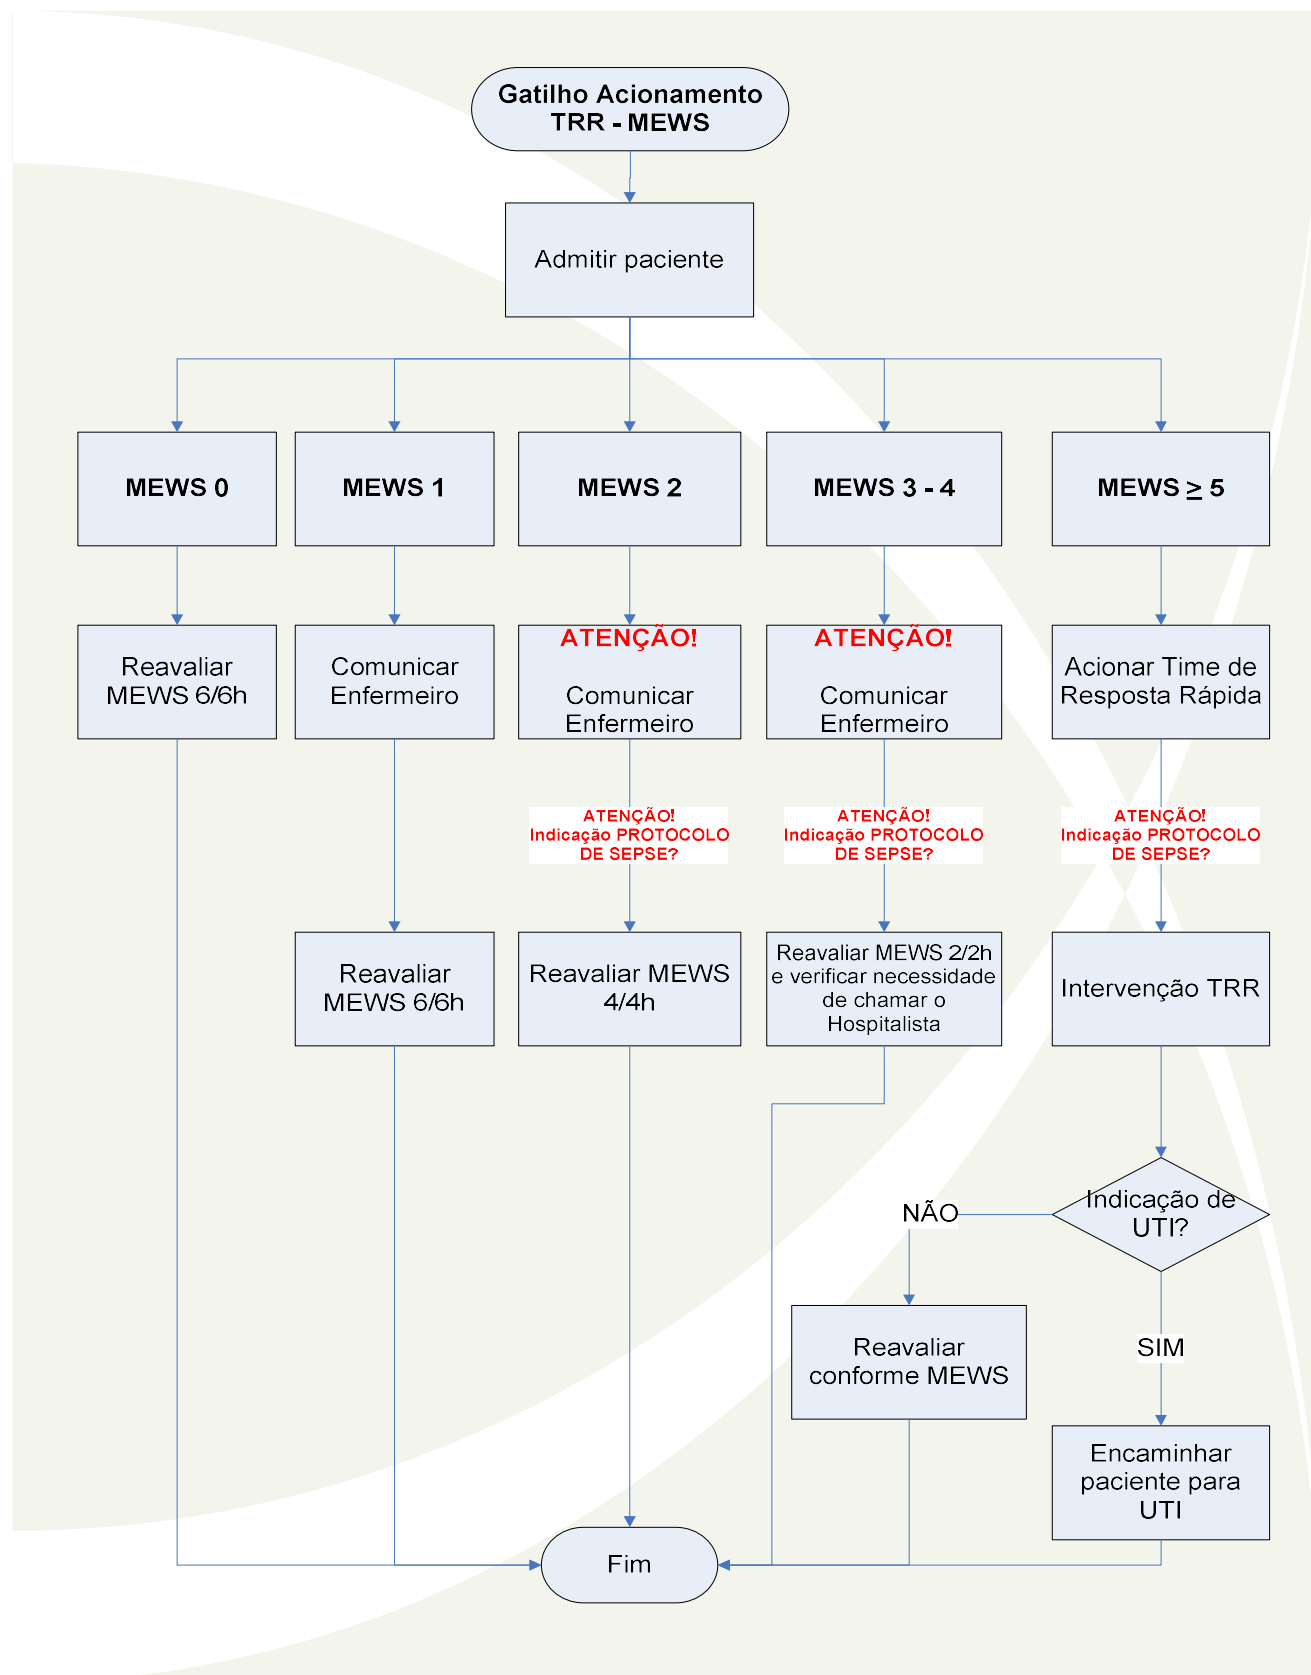 Gatilho Acionamento
TRR - MEWS
Admitir paciente
MEWS 0
MEWS 1
MEWS 2
MEWS 3 - 4
MEWS ≥ 5
Reavaliar
MEWS 6/6h
Comunicar
Enfermeiro
ATENÇÃO!
Comunicar
Enfermeiro
ATENÇÃO!
Comunicar
Enfermeiro
Acionar Time de
Resposta Rápida
ATENÇÃO!
Indicação PROTOCOLO
DE SEPSE?
ATENÇÃO!
Indicação PROTOCOLO
DE SEPSE?
ATENÇÃO!
Indicação PROTOCOLO
DE SEPSE?
Reavaliar
MEWS 6/6h
Reavaliar MEWS
4/4h
Reavaliar MEWS 2/2h
e verificar necessidade
de chamar o
Hospitalista
Intervenção TRR
Indicação de
UTI?
NÃO
Reavaliar
conforme MEWS
SIM
Encaminhar
paciente para
UTI
Fim